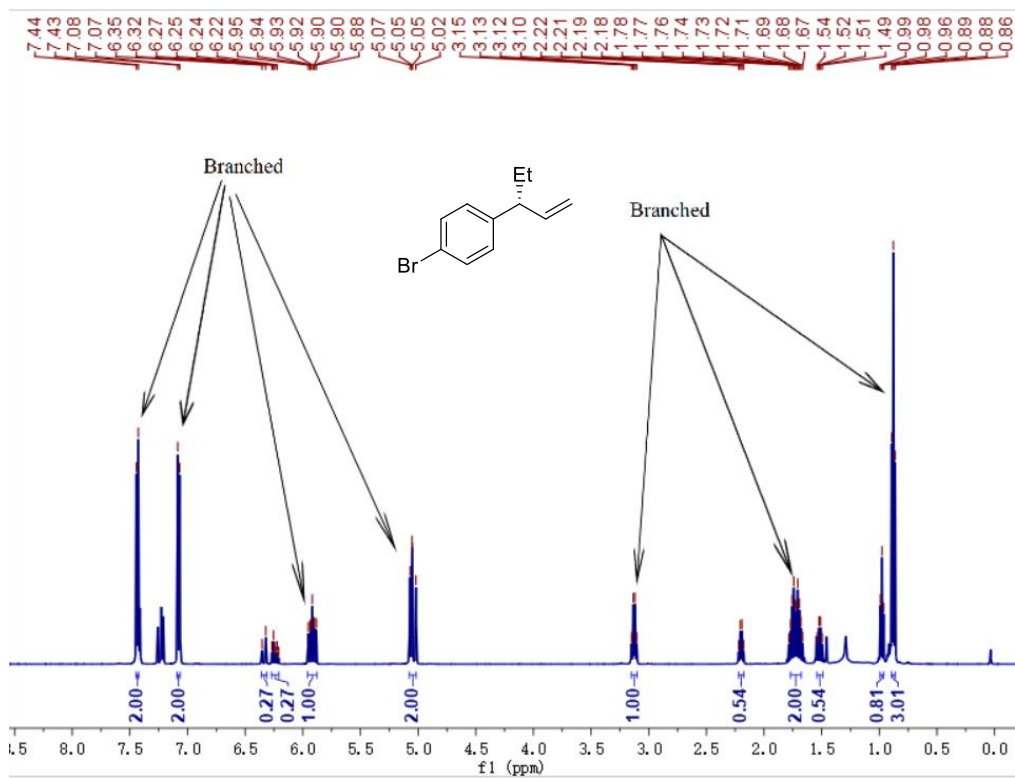 7.44 7.43 7.08 7.07 6.35 6.32 6.27 6.25 6.24 6.22 5.95 5.94 5.93 5.92 5.90 5.90 5.88 5.07 5.05 5.05 5.02 3.15 3.13 3.12 3.10 2.22 2.21 2.19 2.18 1.78 1.77 1.76 1.74 1.73 1.72 1.71 1.69 1.68 1.67 1.54 1.52 1.51 1.49 0.99 0.98 0.96 0.89 0.88 0.86
Branched
Et
Branched
Br
2.00 2.00 0.27 0.27 1.00 2.00 1.00 0.54 2.00 0.54 0.81 3.01
.5 8.0 7.5 7.0 6.5 6.0 5.5 5.0 4.5 4.0 3.5 3.0 2.5 2.0 1.5 1.0 0.5 0.0
f1 (ppm)